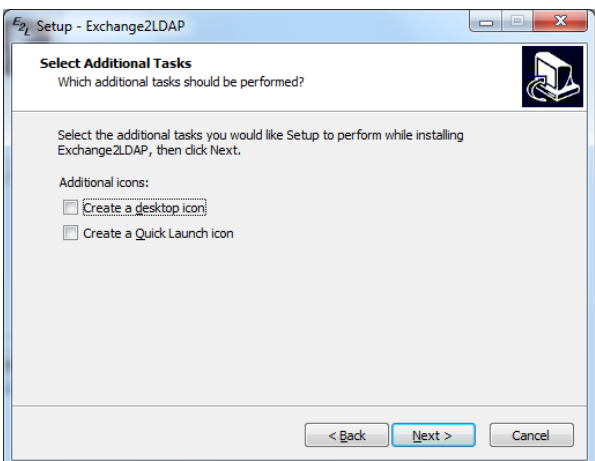 E2L Setup - Exchange2LDAP
Select Additional Tasks
Which additional tasks should be performed?
Select the additional tasks you would like Setup to perform while installing
Exchange2LDAP, then click Next.
Additional icons:
Create a desktop icon
Create a Quick Launch icon
< Back Next > Cancel